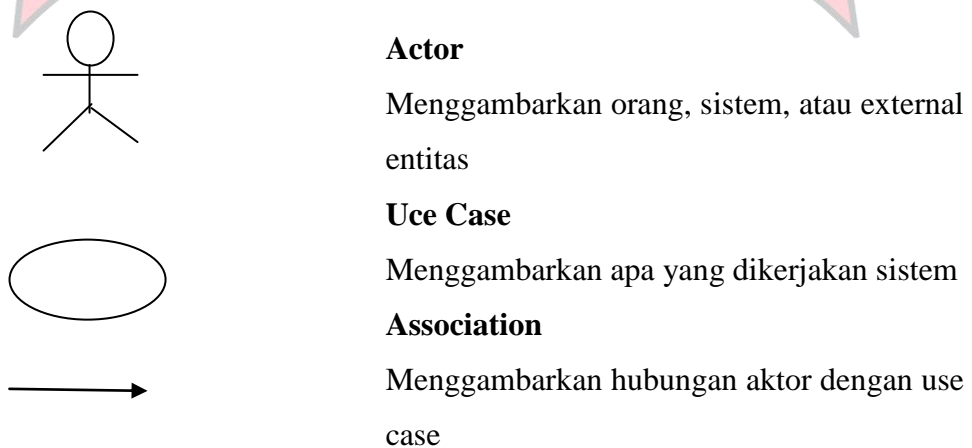 Actor
Menggambarkan orang, sistem, atau external
entitas
Uce Case
Menggambarkan apa yang dikerjakan sistem
Association
Menggambarkan hubungan aktor dengan use
case